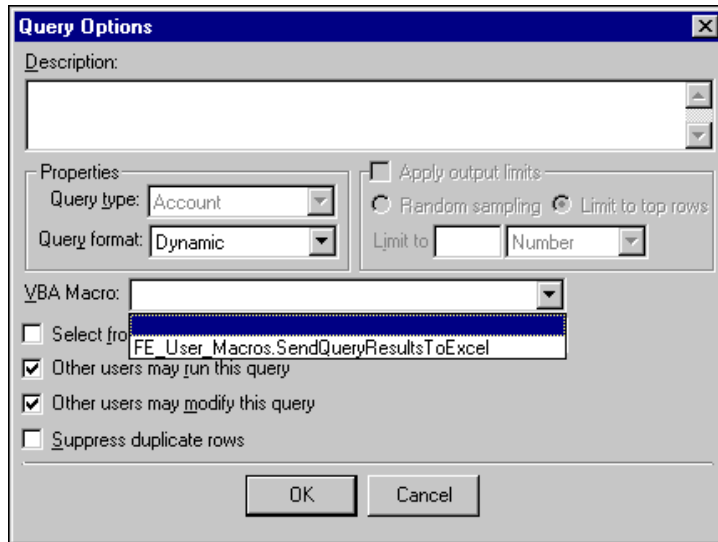 Query Options
Description:
Properties
Query type: Account
Query format: Dynamic
Apply output limits
Random sampling Limit to top rows
Limit to Number
VBA Macro:
Select fro
FE_User_Macros.SendQueryResultsToExcel
Other users may run this query
Other users may modify this query
Suppress duplicate rows
OK Cancel